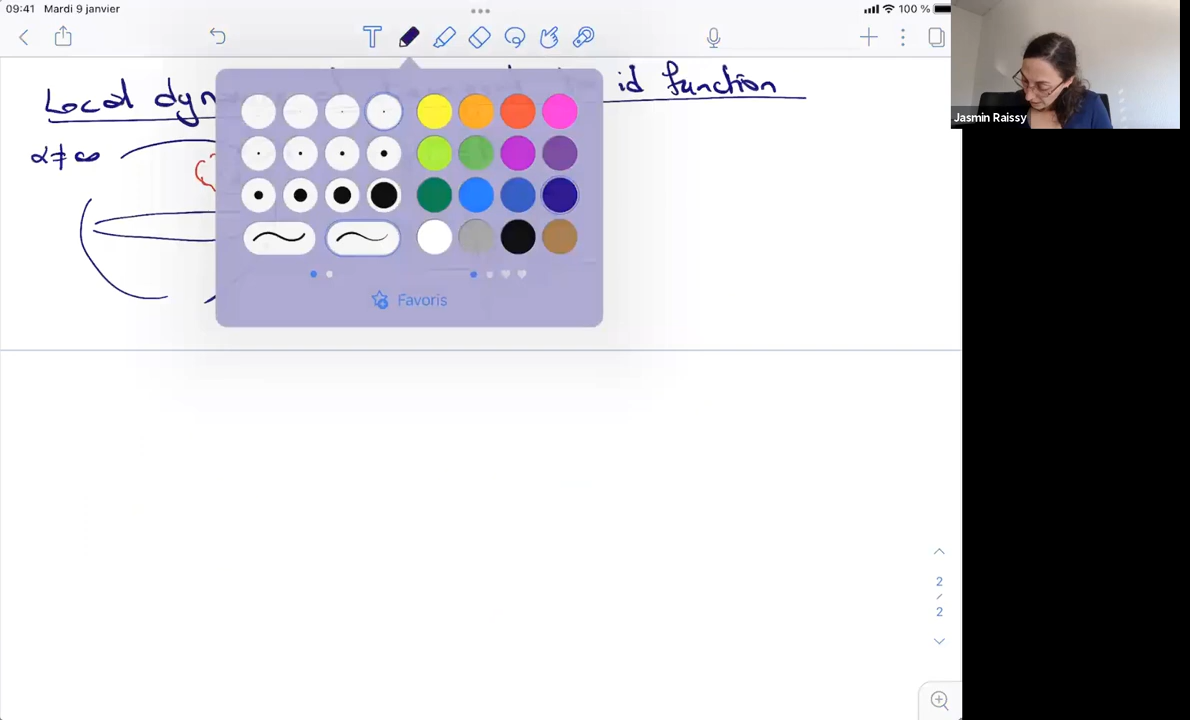 09:41 Mardi 9 janvier
100 %
Jasmin Raissy
T
Local dyn
id function
α ≠ ∞
Favoris
2
/
2